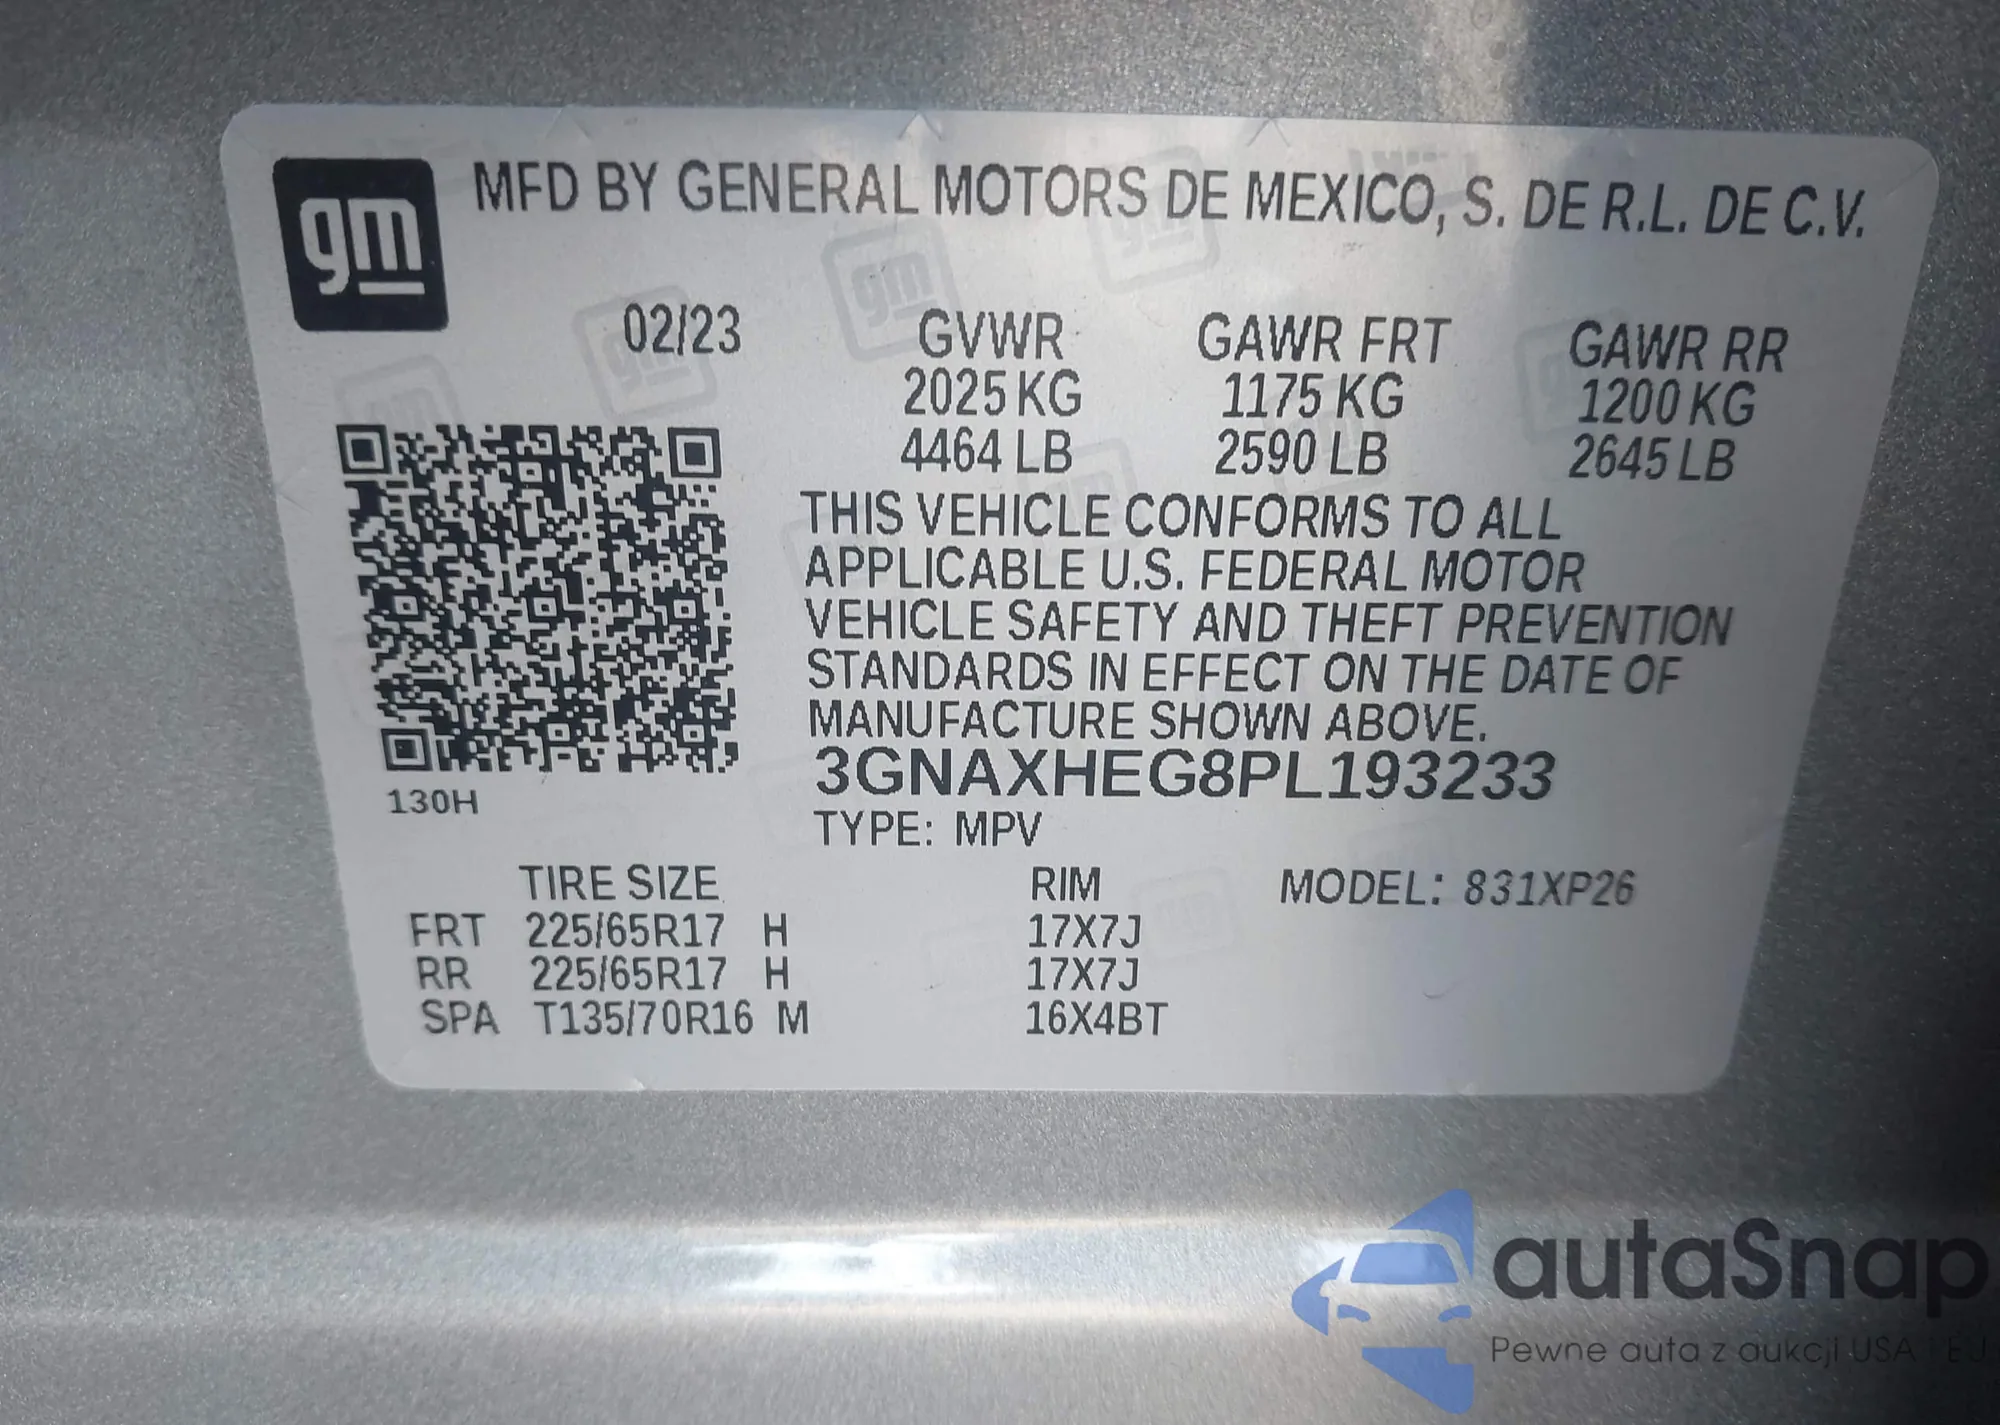 gm
MFD BY GENERAL MOTORS DE MEXICO, S. DE R.L. DE C.V.
02/23 GVWR GAWR FRT GAWR RR
2025 KG 1175 KG 1200 KG
4464 LB 2590 LB 2645 LB
THIS VEHICLE CONFORMS TO ALL
APPLICABLE U.S. FEDERAL MOTOR
VEHICLE SAFETY AND THEFT PREVENTION
STANDARDS IN EFFECT ON THE DATE OF
MANUFACTURE SHOWN ABOVE.
3GNAXHEG8PL193233
130H
TYPE: MPV
TIRE SIZE RIM MODEL: 831XP26
FRT 225/65R17 H 17X7J
RR 225/65R17 H 17X7J
SPA T135/70R16 M 16X4BT
autaSnap
Pewne auta z aukcji USA i EU